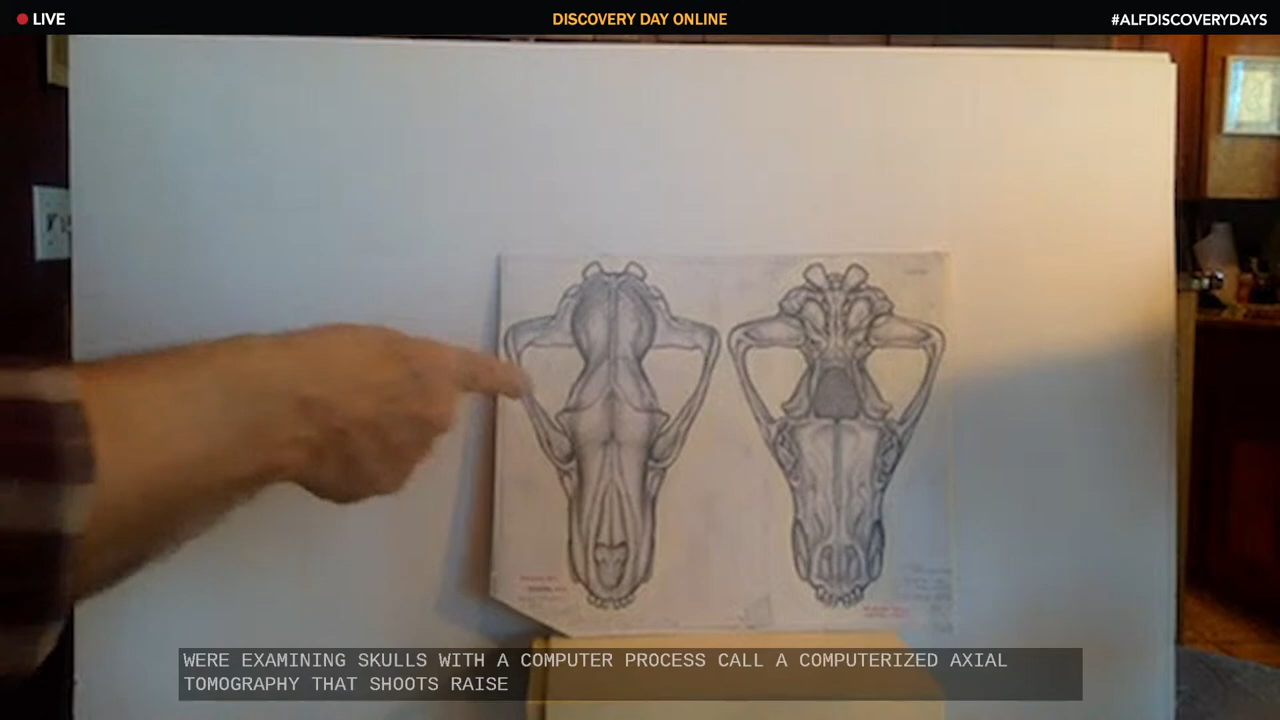 LIVE
DISCOVERY DAY ONLINE
#ALFDISCOVERYDAYS
WERE EXAMINING SKULLS WITH A COMPUTER PROCESS CALL A COMPUTERIZED AXIAL
TOMOGRAPHY THAT SHOOTS RAISE